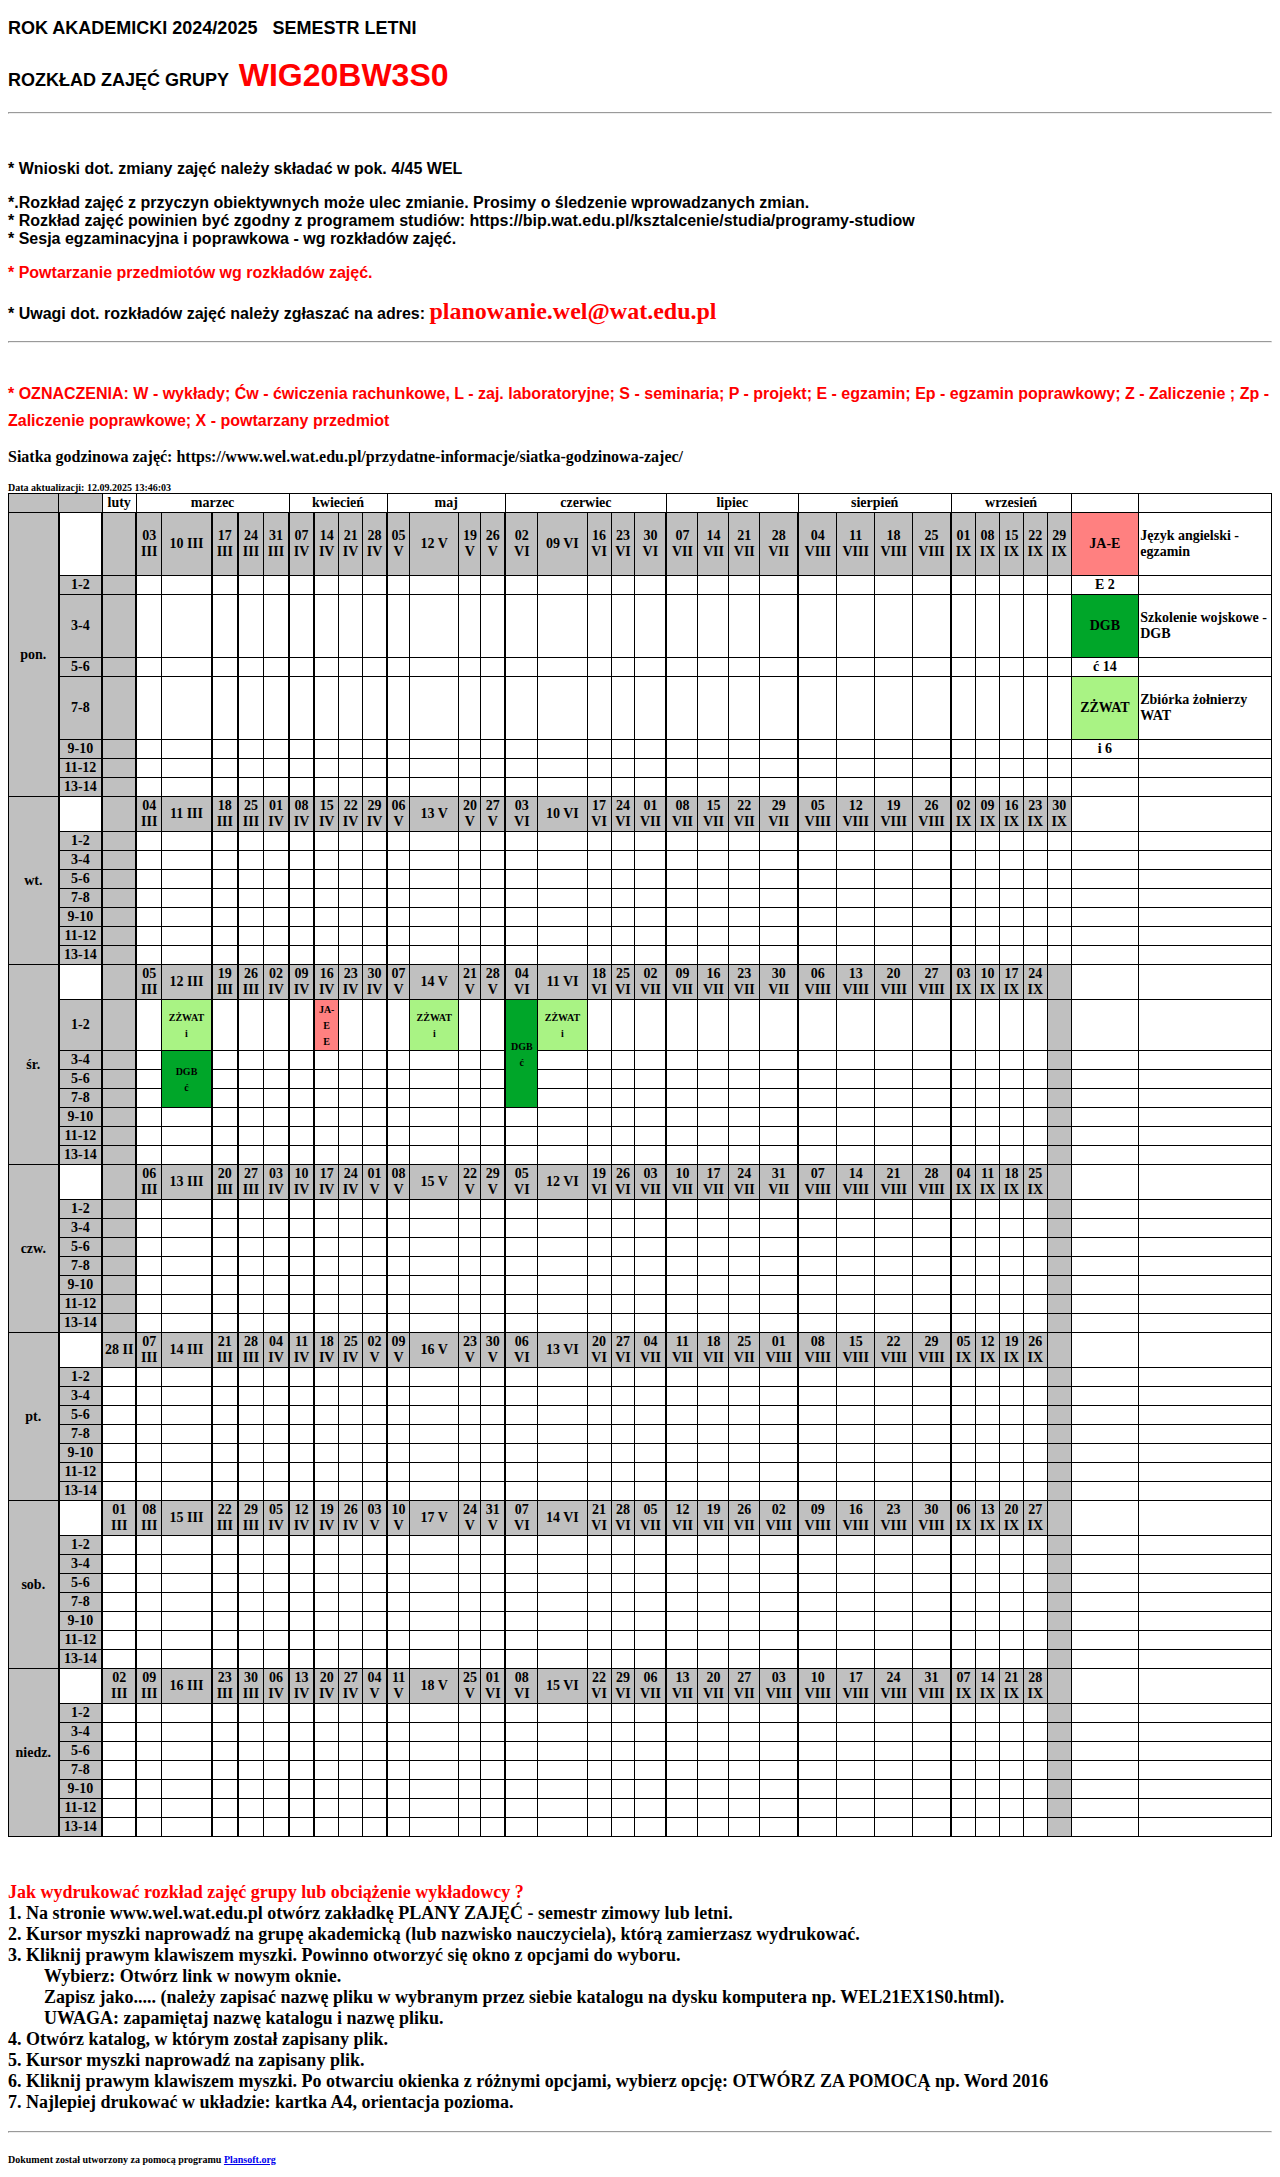 ROK AKADEMICKI 2024/2025   SEMESTR LETNI
ROZKŁAD ZAJĘĆ GRUPY WIG20BW3S0
* Wnioski dot. zmiany zajęć należy składać w pok. 4/45 WEL
*.Rozkład zajęć z przyczyn obiektywnych może ulec zmianie. Prosimy o śledzenie wprowadzanych zmian.
* Rozkład zajęć powinien być zgodny z programem studiów: https://bip.wat.edu.pl/ksztalcenie/studia/programy-studiow
* Sesja egzaminacyjna i poprawkowa - wg rozkładów zajęć.
* Powtarzanie przedmiotów wg rozkładów zajęć.
* Uwagi dot. rozkładów zajęć należy zgłaszać na adres: planowanie.wel@wat.edu.pl
* OZNACZENIA: W - wykłady; Ćw - ćwiczenia rachunkowe, L - zaj. laboratoryjne; S - seminaria; P - projekt; E - egzamin; Ep - egzamin poprawkowy; Z - Zaliczenie ; Zp -
Zaliczenie poprawkowe; X - powtarzany przedmiot
Siatka godzinowa zajęć: https://www.wel.wat.edu.pl/przydatne-informacje/siatka-godzinowa-zajec/
Data aktualizacji: 12.09.2025 13:46:03
luty marzec kwiecień maj czerwiec lipiec sierpień wrzesień
pon. 03 III 10 III 17 III 24 III 31 III 07 IV 14 IV 21 IV 28 IV 05 V 12 V 19 V 26 V 02 VI 09 VI 16 VI 23 VI 30 VI 07 VII 14 VII 21 VII 28 VII 04 VIII 11 VIII 18 VIII 25 VIII 01 IX 08 IX 15 IX 22 IX 29 IX JA-E Język angielski - egzamin
1-2 E 2
3-4 DGB Szkolenie wojskowe - DGB
5-6 ć 14
7-8 ZŻWAT Zbiórka żołnierzy WAT
9-10 i 6
11-12
13-14
wt. 04 III 11 III 18 III 25 III 01 IV 08 IV 15 IV 22 IV 29 IV 06 V 13 V 20 V 27 V 03 VI 10 VI 17 VI 24 VI 01 VII 08 VII 15 VII 22 VII 29 VII 05 VIII 12 VIII 19 VIII 26 VIII 02 IX 09 IX 16 IX 23 IX 30 IX
1-2
3-4
5-6
7-8
9-10
11-12
13-14
śr. 05 III 12 III 19 III 26 III 02 IV 09 IV 16 IV 23 IV 30 IV 07 V 14 V 21 V 28 V 04 VI 11 VI 18 VI 25 VI 02 VII 09 VII 16 VII 23 VII 30 VII 06 VIII 13 VIII 20 VIII 27 VIII 03 IX 10 IX 17 IX 24 IX
1-2 ZŻWAT i JA-E E ZŻWAT i DGB ć ZŻWAT i
3-4 DGB ć
5-6
7-8
9-10
11-12
13-14
czw. 06 III 13 III 20 III 27 III 03 IV 10 IV 17 IV 24 IV 01 V 08 V 15 V 22 V 29 V 05 VI 12 VI 19 VI 26 VI 03 VII 10 VII 17 VII 24 VII 31 VII 07 VIII 14 VIII 21 VIII 28 VIII 04 IX 11 IX 18 IX 25 IX
1-2
3-4
5-6
7-8
9-10
11-12
13-14
pt. 28 II 07 III 14 III 21 III 28 III 04 IV 11 IV 18 IV 25 IV 02 V 09 V 16 V 23 V 30 V 06 VI 13 VI 20 VI 27 VI 04 VII 11 VII 18 VII 25 VII 01 VIII 08 VIII 15 VIII 22 VIII 29 VIII 05 IX 12 IX 19 IX 26 IX
1-2
3-4
5-6
7-8
9-10
11-12
13-14
sob. 01 III 08 III 15 III 22 III 29 III 05 IV 12 IV 19 IV 26 IV 03 V 10 V 17 V 24 V 31 V 07 VI 14 VI 21 VI 28 VI 05 VII 12 VII 19 VII 26 VII 02 VIII 09 VIII 16 VIII 23 VIII 30 VIII 06 IX 13 IX 20 IX 27 IX
1-2
3-4
5-6
7-8
9-10
11-12
13-14
niedz. 02 III 09 III 16 III 23 III 30 III 06 IV 13 IV 20 IV 27 IV 04 V 11 V 18 V 25 V 01 VI 08 VI 15 VI 22 VI 29 VI 06 VII 13 VII 20 VII 27 VII 03 VIII 10 VIII 17 VIII 24 VIII 31 VIII 07 IX 14 IX 21 IX 28 IX
1-2
3-4
5-6
7-8
9-10
11-12
13-14
Jak wydrukować rozkład zajęć grupy lub obciążenie wykładowcy ?
1. Na stronie www.wel.wat.edu.pl otwórz zakładkę PLANY ZAJĘĆ - semestr zimowy lub letni.
2. Kursor myszki naprowadź na grupę akademicką (lub nazwisko nauczyciela), którą zamierzasz wydrukować.
3. Kliknij prawym klawiszem myszki. Powinno otworzyć się okno z opcjami do wyboru.
Wybierz: Otwórz link w nowym oknie.
Zapisz jako..... (należy zapisać nazwę pliku w wybranym przez siebie katalogu na dysku komputera np. WEL21EX1S0.html).
UWAGA: zapamiętaj nazwę katalogu i nazwę pliku.
4. Otwórz katalog, w którym został zapisany plik.
5. Kursor myszki naprowadź na zapisany plik.
6. Kliknij prawym klawiszem myszki. Po otwarciu okienka z różnymi opcjami, wybierz opcję: OTWÓRZ ZA POMOCĄ np. Word 2016
7. Najlepiej drukować w układzie: kartka A4, orientacja pozioma.
Dokument został utworzony za pomocą programu Plansoft.org